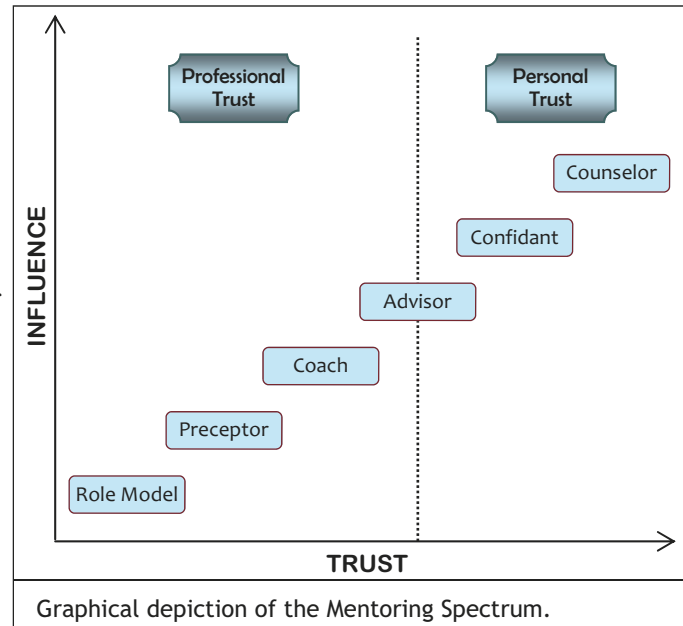 Professional
Trust
Personal
Trust
Counselor
Confidant
Advisor
Coach
Preceptor
Role Model
INFLUENCE
TRUST
Graphical depiction of the Mentoring Spectrum.